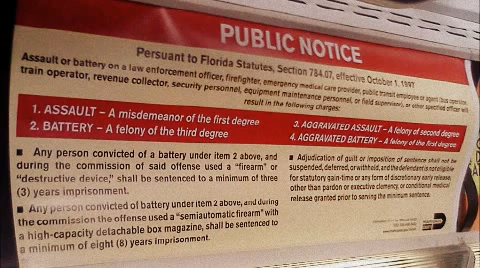 PUBLIC NOTICE
Pursuant to Florida Statutes, Section 784.07, effective October 1, 1997
Assault or battery on a law enforcement officer, firefighter, emergency medical care provider, public transit employee or agent (bus operator,
train operator, revenue collector, security personnel, equipment maintenance personnel, or field supervisor), or other specified officer will
result in the following charges:
1. ASSAULT – A misdemeanor of the first degree
2. BATTERY – A felony of the third degree
3. AGGRAVATED ASSAULT – A felony of second degree
4. AGGRAVATED BATTERY – A felony of the first degree
■ Any person convicted of a battery under item 2 above, and
during the commission of said offense used a "firearm" or
"destructive device," shall be sentenced to a minimum of three
(3) years imprisonment.
■ Any person convicted of battery under item 2 above, and during
the commission the offense used a "semiautomatic firearm" with
a high-capacity detachable box magazine, shall be sentenced to
a minimum of eight (8) years imprisonment.
■ Adjudication of guilt or imposition of sentence shall not be
suspended, deferred, or withheld, and the defendant is not eligible
for statutory gain-time or any form of discretionary early release,
other than pardon or executive clemency, or conditional medical
release granted prior to serving the minimum sentence.